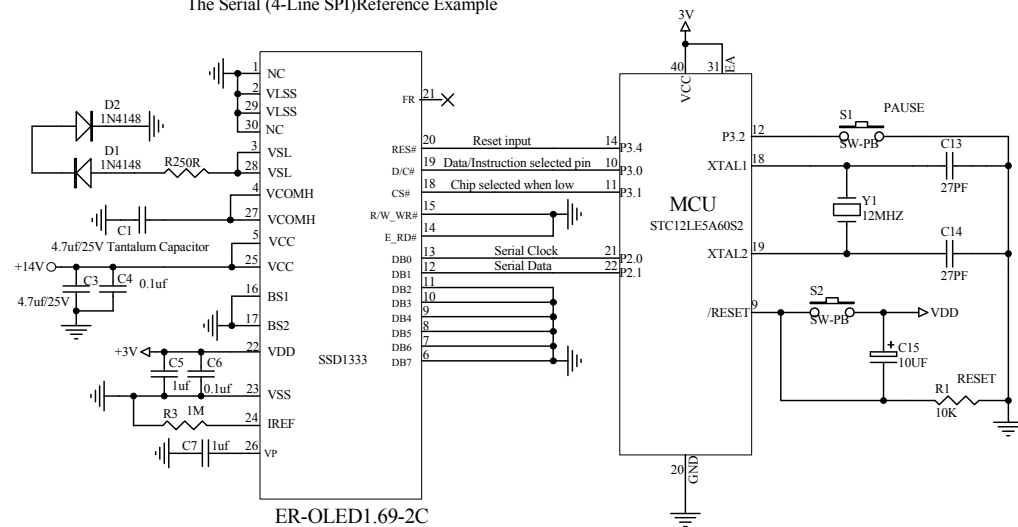 The Serial (4-Line SPI)Reference Example
3V
1 NC
2 VLSS
29 VLSS
30 NC
3 VSL
28 VSL
4 VCOMH
27 VCOMH
5 VCC
25 VCC
16 BS1
17 BS2
22 VDD
23 VSS
24 IREF
26 VP
D2
1N4148
D1
1N4148
R250R
C1
4.7uf/25V Tantalum Capacitor
+14V
C3
C4
0.1uf
4.7uf/25V
+3V
C5
C6
1uf
0.1uf
R3 1M
C7 1uf
SSD1333
ER-OLED1.69-2C
FR 21
RES# 20 Reset input 14 P3.4
D/C# 19 Data/Instruction selected pin 10 P3.0
CS# 18 Chip selected when low 11 P3.1
R/W_WR# 15
E_RD# 14
DB0 13 Serial Clock 21 P2.0
DB1 12 Serial Data 22 P2.1
DB2 11
DB3 10
DB4 9
DB5 8
DB6 7
DB7 6
40 VCC
31 EA
MCU
STC12LE5A60S2
20 GND
P3.2 12
XTAL1 18
XTAL2 19
/RESET 9
S1 PAUSE
SW-PB
C13
27PF
Y1
12MHZ
C14
27PF
S2
SW-PB
VDD
+
C15
10UF
R1 RESET
10K